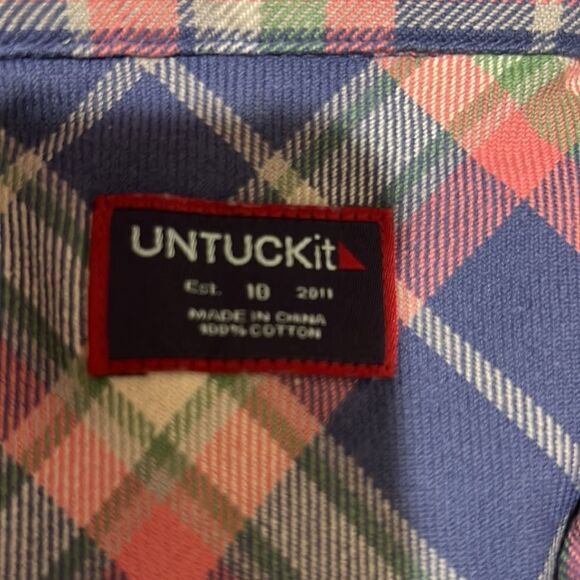 UNTUCKit
Est. 10 2011
MADE IN CHINA
100% COTTON